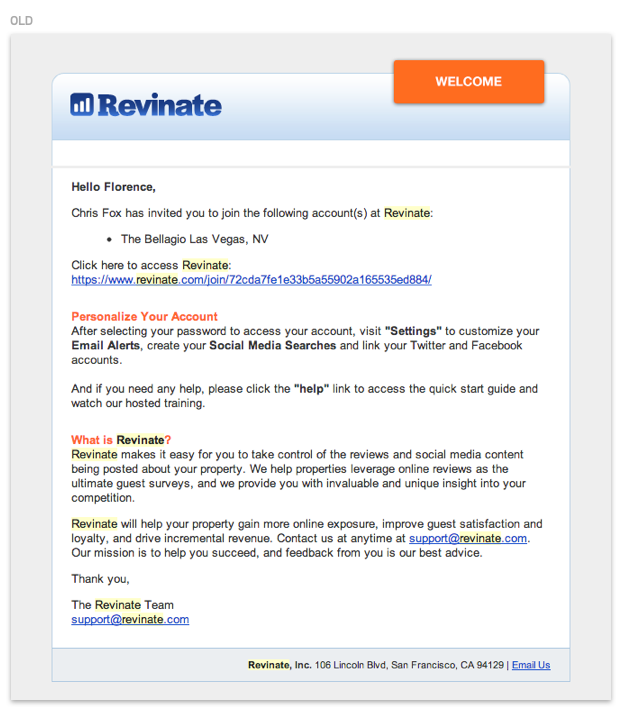 OLD
WELCOME
Revinate
Hello Florence,
Chris Fox has invited you to join the following account(s) at Revinate:
• The Bellagio Las Vegas, NV
Click here to access Revinate:
https://www.revinate.com/join/72cda7fe1e33b5a55902a165535ed884/
Personalize Your Account
After selecting your password to access your account, visit "Settings" to customize your
Email Alerts, create your Social Media Searches and link your Twitter and Facebook
accounts.
And if you need any help, please click the "help" link to access the quick start guide and
watch our hosted training.
What is Revinate?
Revinate makes it easy for you to take control of the reviews and social media content
being posted about your property. We help properties leverage online reviews as the
ultimate guest surveys, and we provide you with invaluable and unique insight into your
competition.
Revinate will help your property gain more online exposure, improve guest satisfaction and
loyalty, and drive incremental revenue. Contact us at anytime at support@revinate.com.
Our mission is to help you succeed, and feedback from you is our best advice.
Thank you,
The Revinate Team
support@revinate.com
Revinate, Inc. 106 Lincoln Blvd, San Francisco, CA 94129 | Email Us